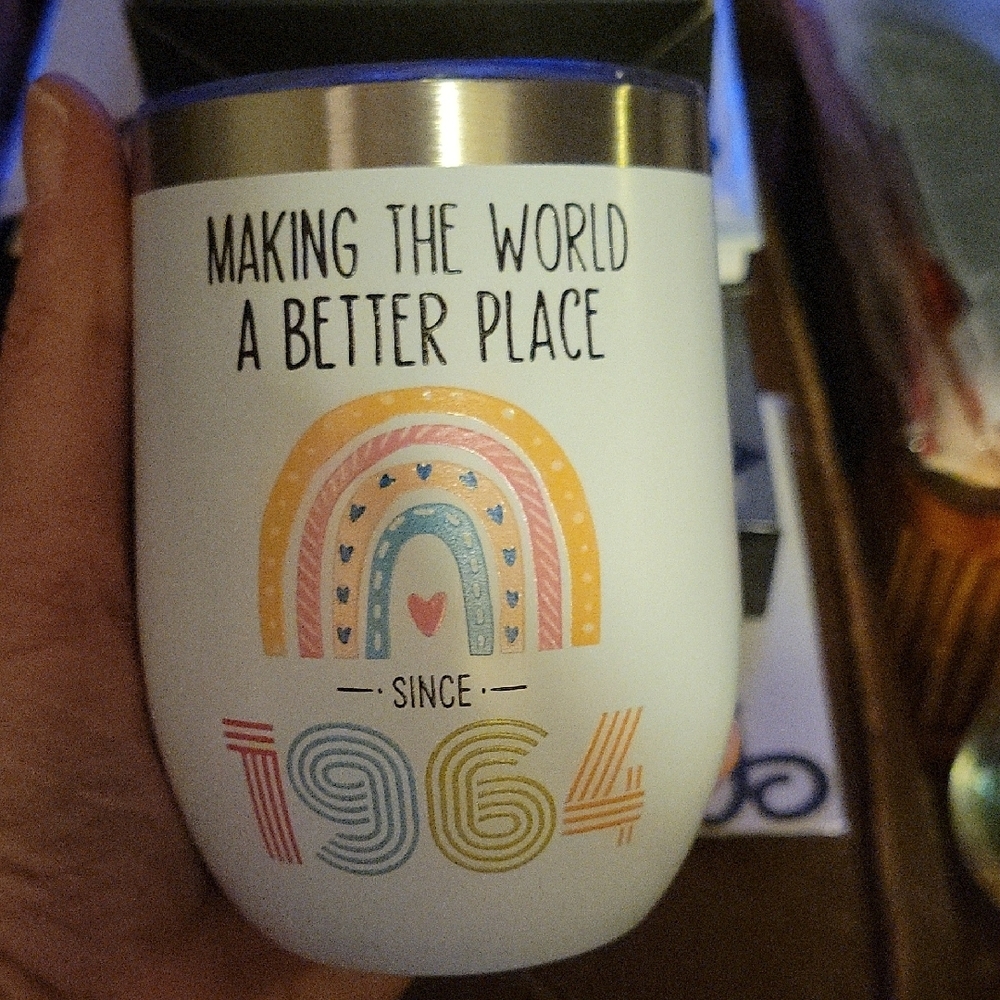 MAKING THE WORLD
A BETTER PLACE
SINCE
1964